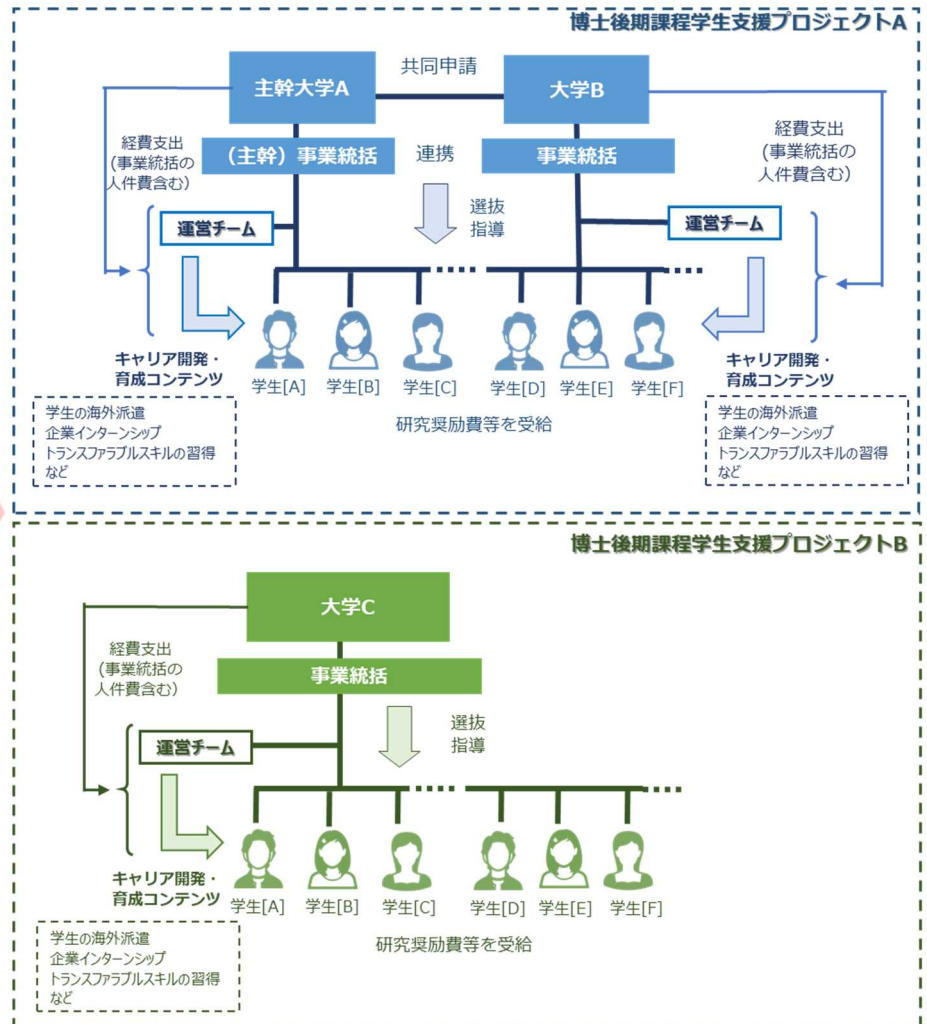 博士後期課程学生支援プロジェクトA
主幹大学A
共同申請
大学B
経費支出
(事業統括の
人件費含む)
（主幹）事業統括
連携
事業統括
経費支出
(事業統括の
人件費含む)
選抜
指導
運営チーム
運営チーム
キャリア開発・
育成コンテンツ
学生[A]
学生[B]
学生[C]
学生[D]
学生[E]
学生[F]
キャリア開発・
育成コンテンツ
学生の海外派遣
企業インターンシップ
トランスファラブルスキルの習得
など
研究奨励費等を受給
学生の海外派遣
企業インターンシップ
トランスファラブルスキルの習得
など
博士後期課程学生支援プロジェクトB
大学C
経費支出
(事業統括の
人件費含む)
事業統括
選抜
指導
運営チーム
キャリア開発・
育成コンテンツ
学生[A]
学生[B]
学生[C]
学生[D]
学生[E]
学生[F]
学生の海外派遣
企業インターンシップ
トランスファラブルスキルの習得
など
研究奨励費等を受給